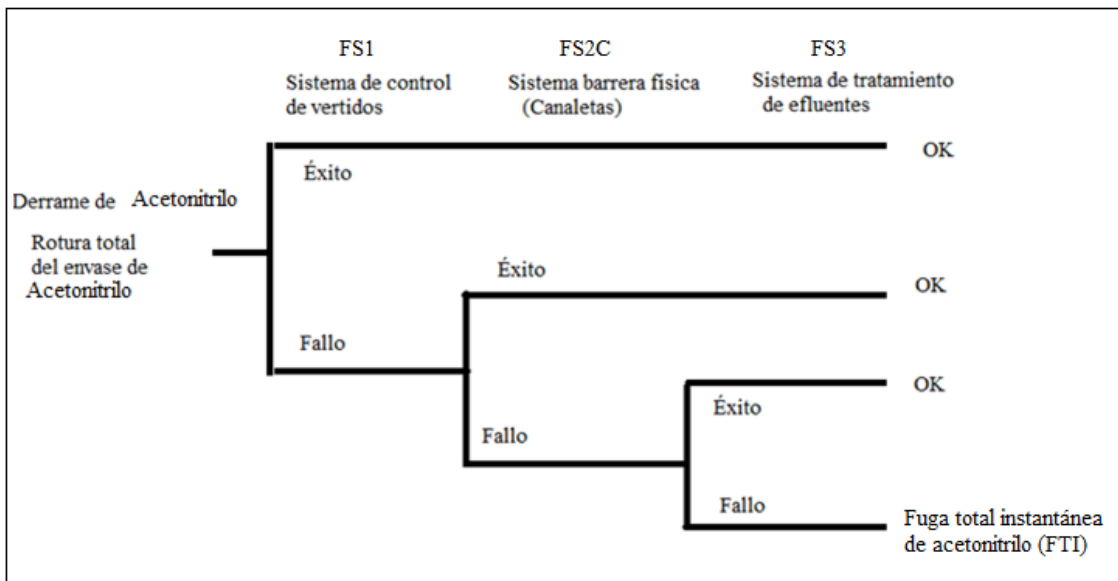 FS1
FS2C
FS3
Sistema de control
de vertidos
Sistema barrera física
(Canaletas)
Sistema de tratamiento
de efluentes
OK
Éxito
Derrame de Acetonitrilo
Rotura total
del envase de
Acetonitrilo
Éxito
OK
Fallo
OK
Éxito
Fallo
Fallo
Fuga total instantánea
de acetonitrilo (FTI)